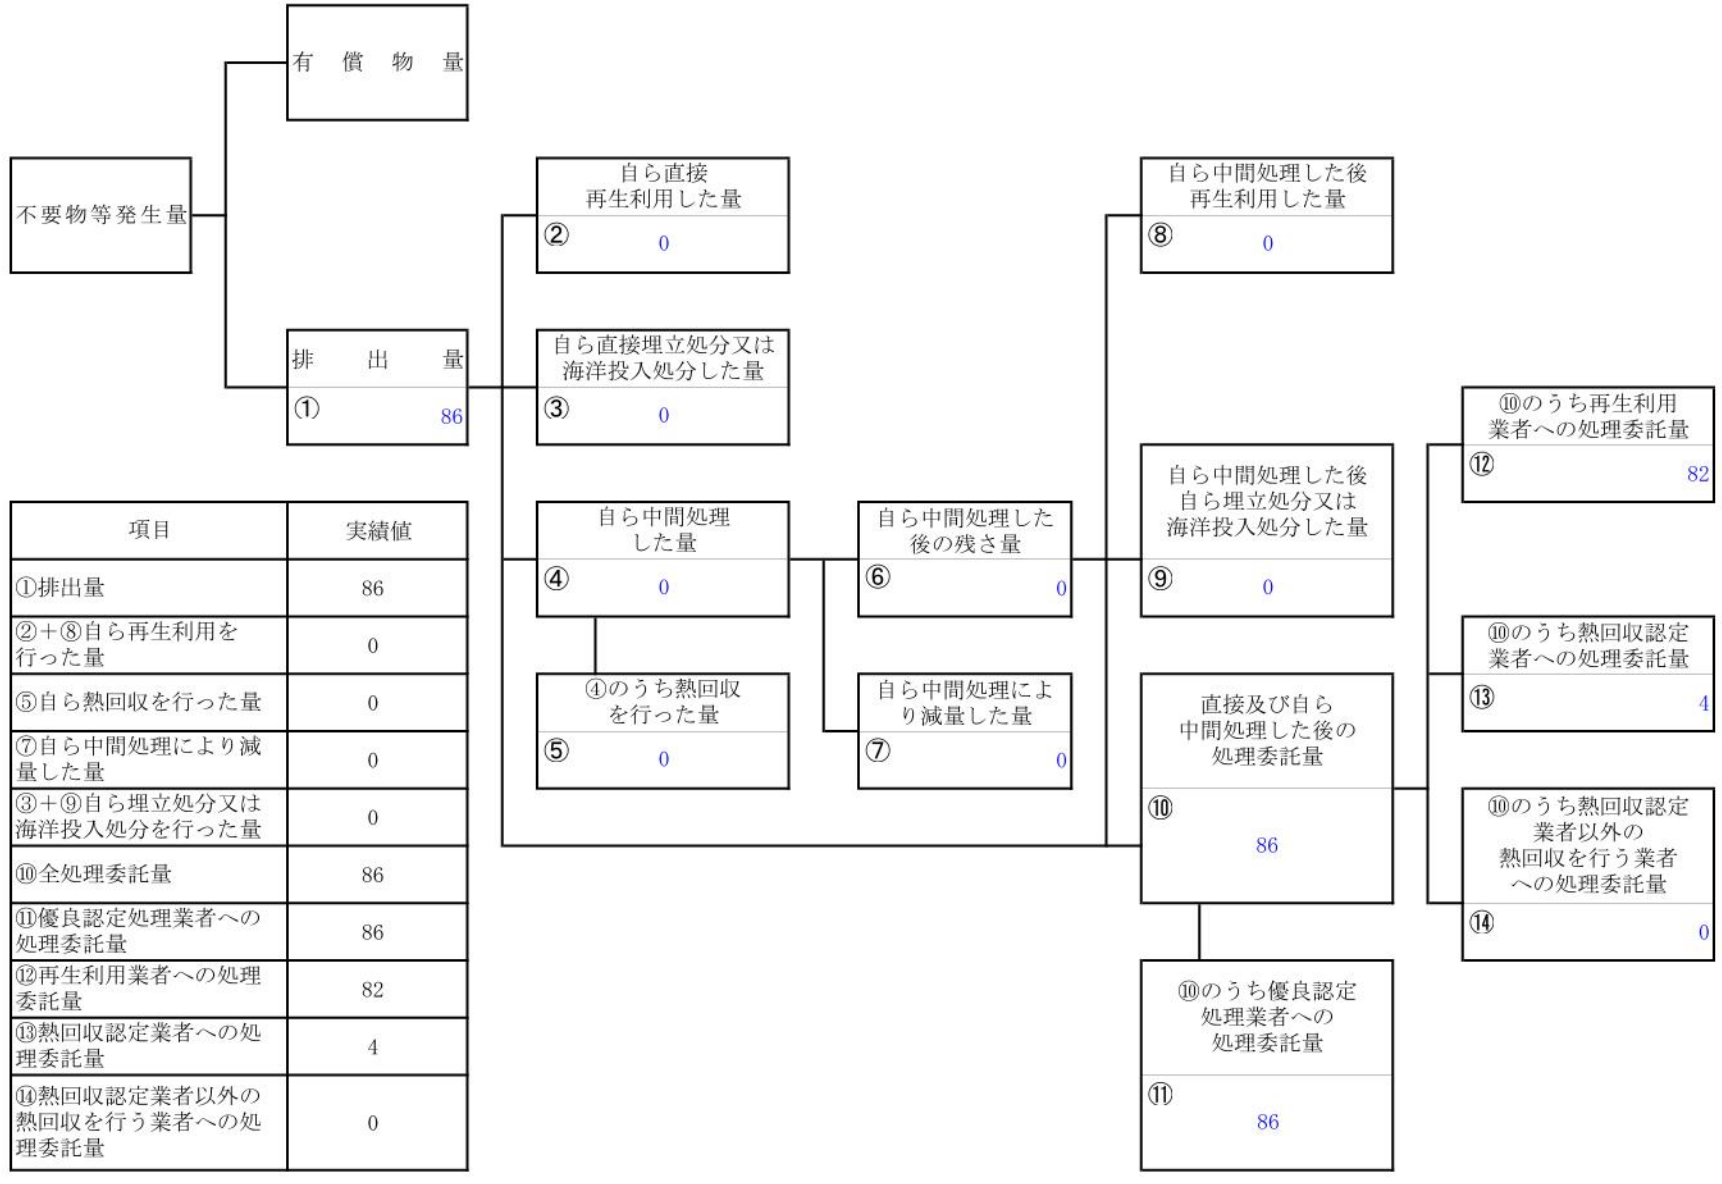 有償物量
不要物等発生量
排出量
①
86
自ら直接
再生利用した量
②
0
自ら直接埋立処分又は
海洋投入処分した量
③
0
自ら中間処理
した量
④
0
④のうち熱回収
を行った量
⑤
0
自ら中間処理した
後の残さ量
⑥
0
自ら中間処理によ
り減量した量
⑦
0
自ら中間処理した後
再生利用した量
⑧
0
自ら中間処理した後
自ら埋立処分又は
海洋投入処分した量
⑨
0
直接及び自ら
中間処理した後の
処理委託量
⑩
86
⑩のうち優良認定
処理業者への
処理委託量
⑪
86
⑩のうち再生利用
業者への処理委託量
⑫
82
⑩のうち熱回収認定
業者への処理委託量
⑬
4
⑩のうち熱回収認定
業者以外の
熱回収を行う業者
への処理委託量
⑭
0
項目 実績値
①排出量 86
②＋⑧自ら再生利用を
行った量 0
⑤自ら熱回収を行った量 0
⑦自ら中間処理により減
量した量 0
③＋⑨自ら埋立処分又は
海洋投入処分を行った量 0
⑩全処理委託量 86
⑪優良認定処理業者への
処理委託量 86
⑫再生利用業者への処理
委託量 82
⑬熱回収認定業者への処
理委託量 4
⑭熱回収認定業者以外の
熱回収を行う業者への処
理委託量 0